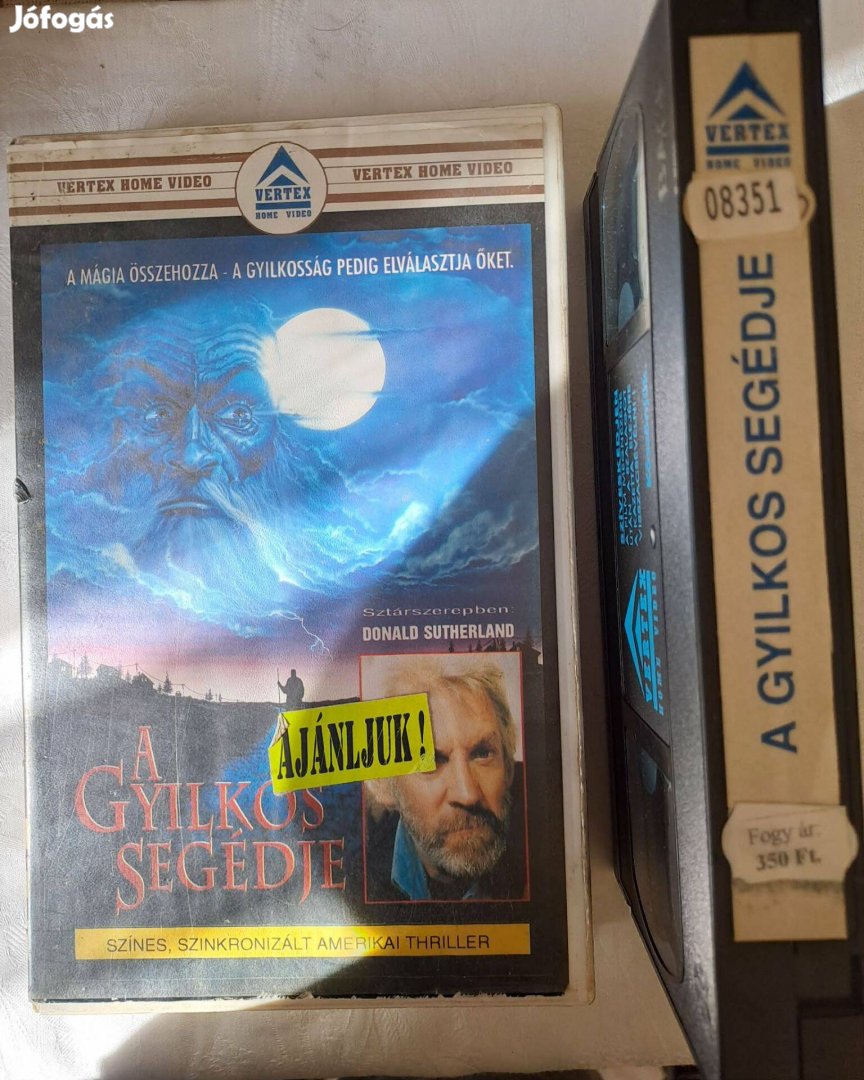 Jófogás
VERTEX HOME VIDEO
VERTEX
HOME VIDEO
VERTEX HOME VIDEO
A MÁGIA ÖSSZEHOZZA - A GYILKOSSÁG PEDIG ELVÁLASZTJA ŐKET.
Sztárszerepben:
DONALD SUTHERLAND
AJÁNLJUK!
A
GYILKOS
SEGÉDJE
SZÍNES, SZINKRONIZÁLT AMERIKAI THRILLER
VERTEX
VERTEX
HOME VIDEO
08351
A GYILKOS SEGÉDJE
Fogy ár:
350 Ft.